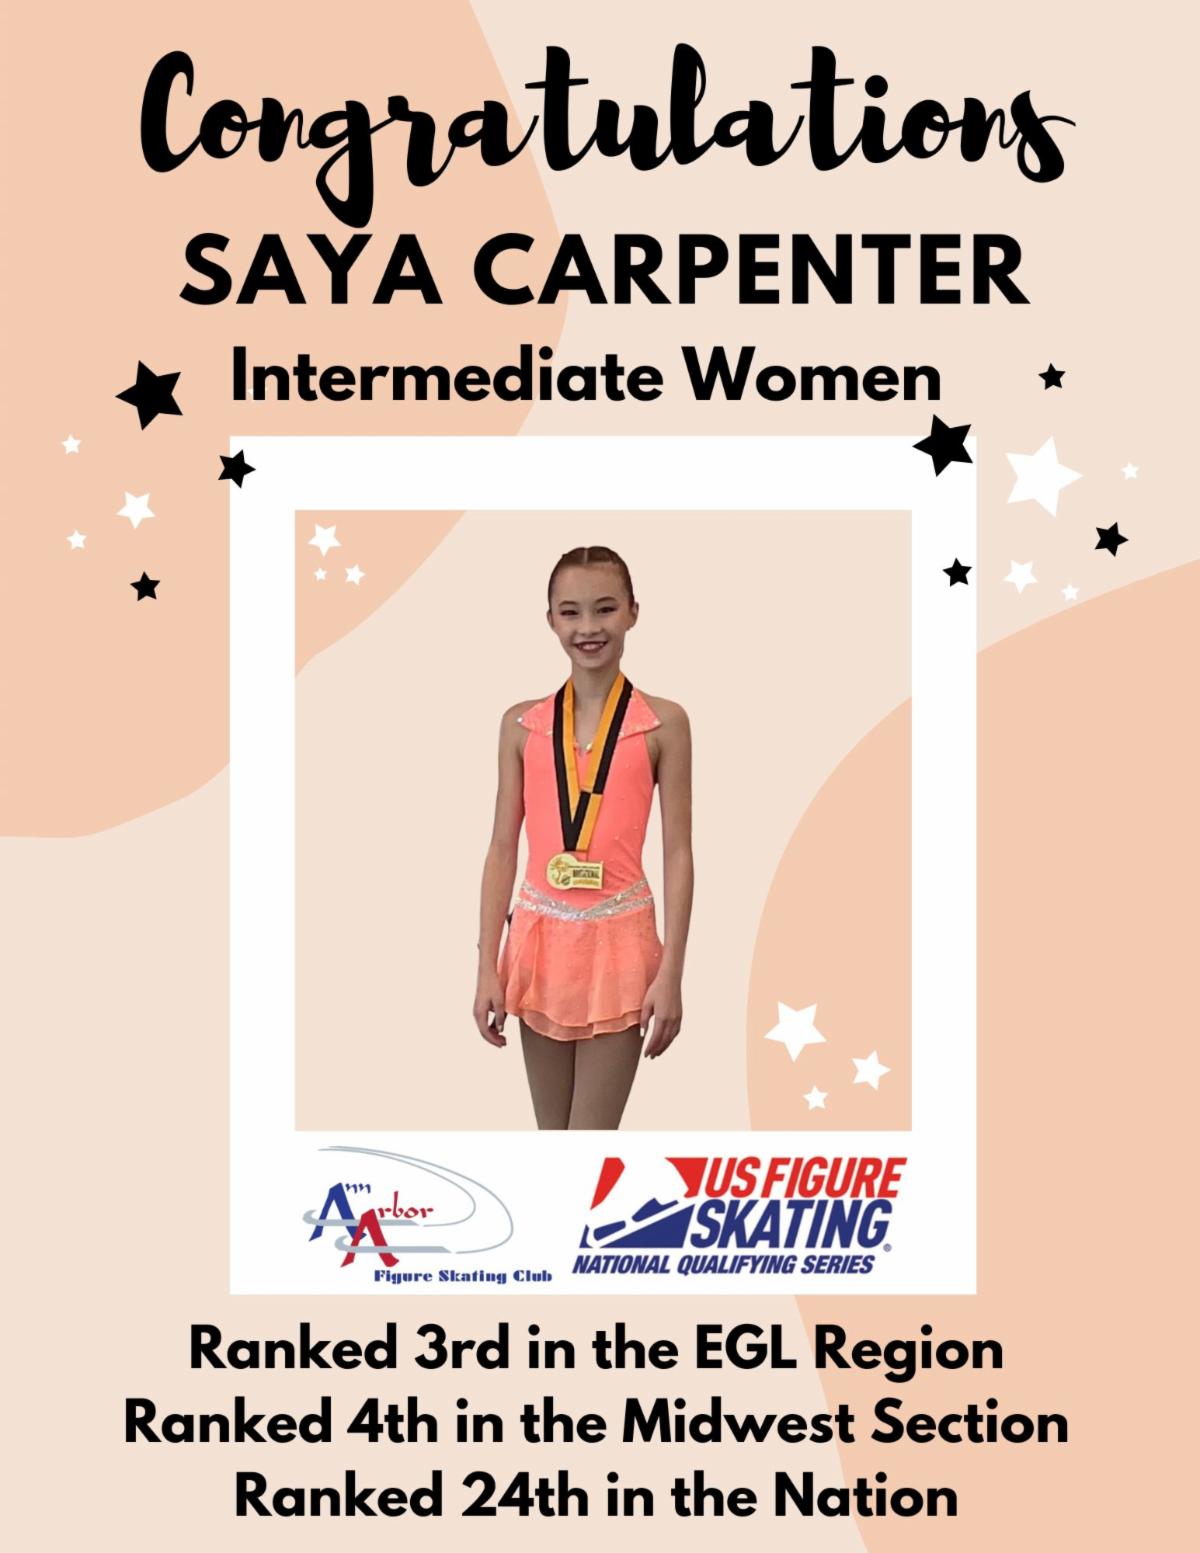 Congratulations
SAYA CARPENTER
Intermediate Women
Ann
Arbor
Figure Skating Club
US FIGURE
SKATING®
NATIONAL QUALIFYING SERIES
Ranked 3rd in the EGL Region
Ranked 4th in the Midwest Section
Ranked 24th in the Nation